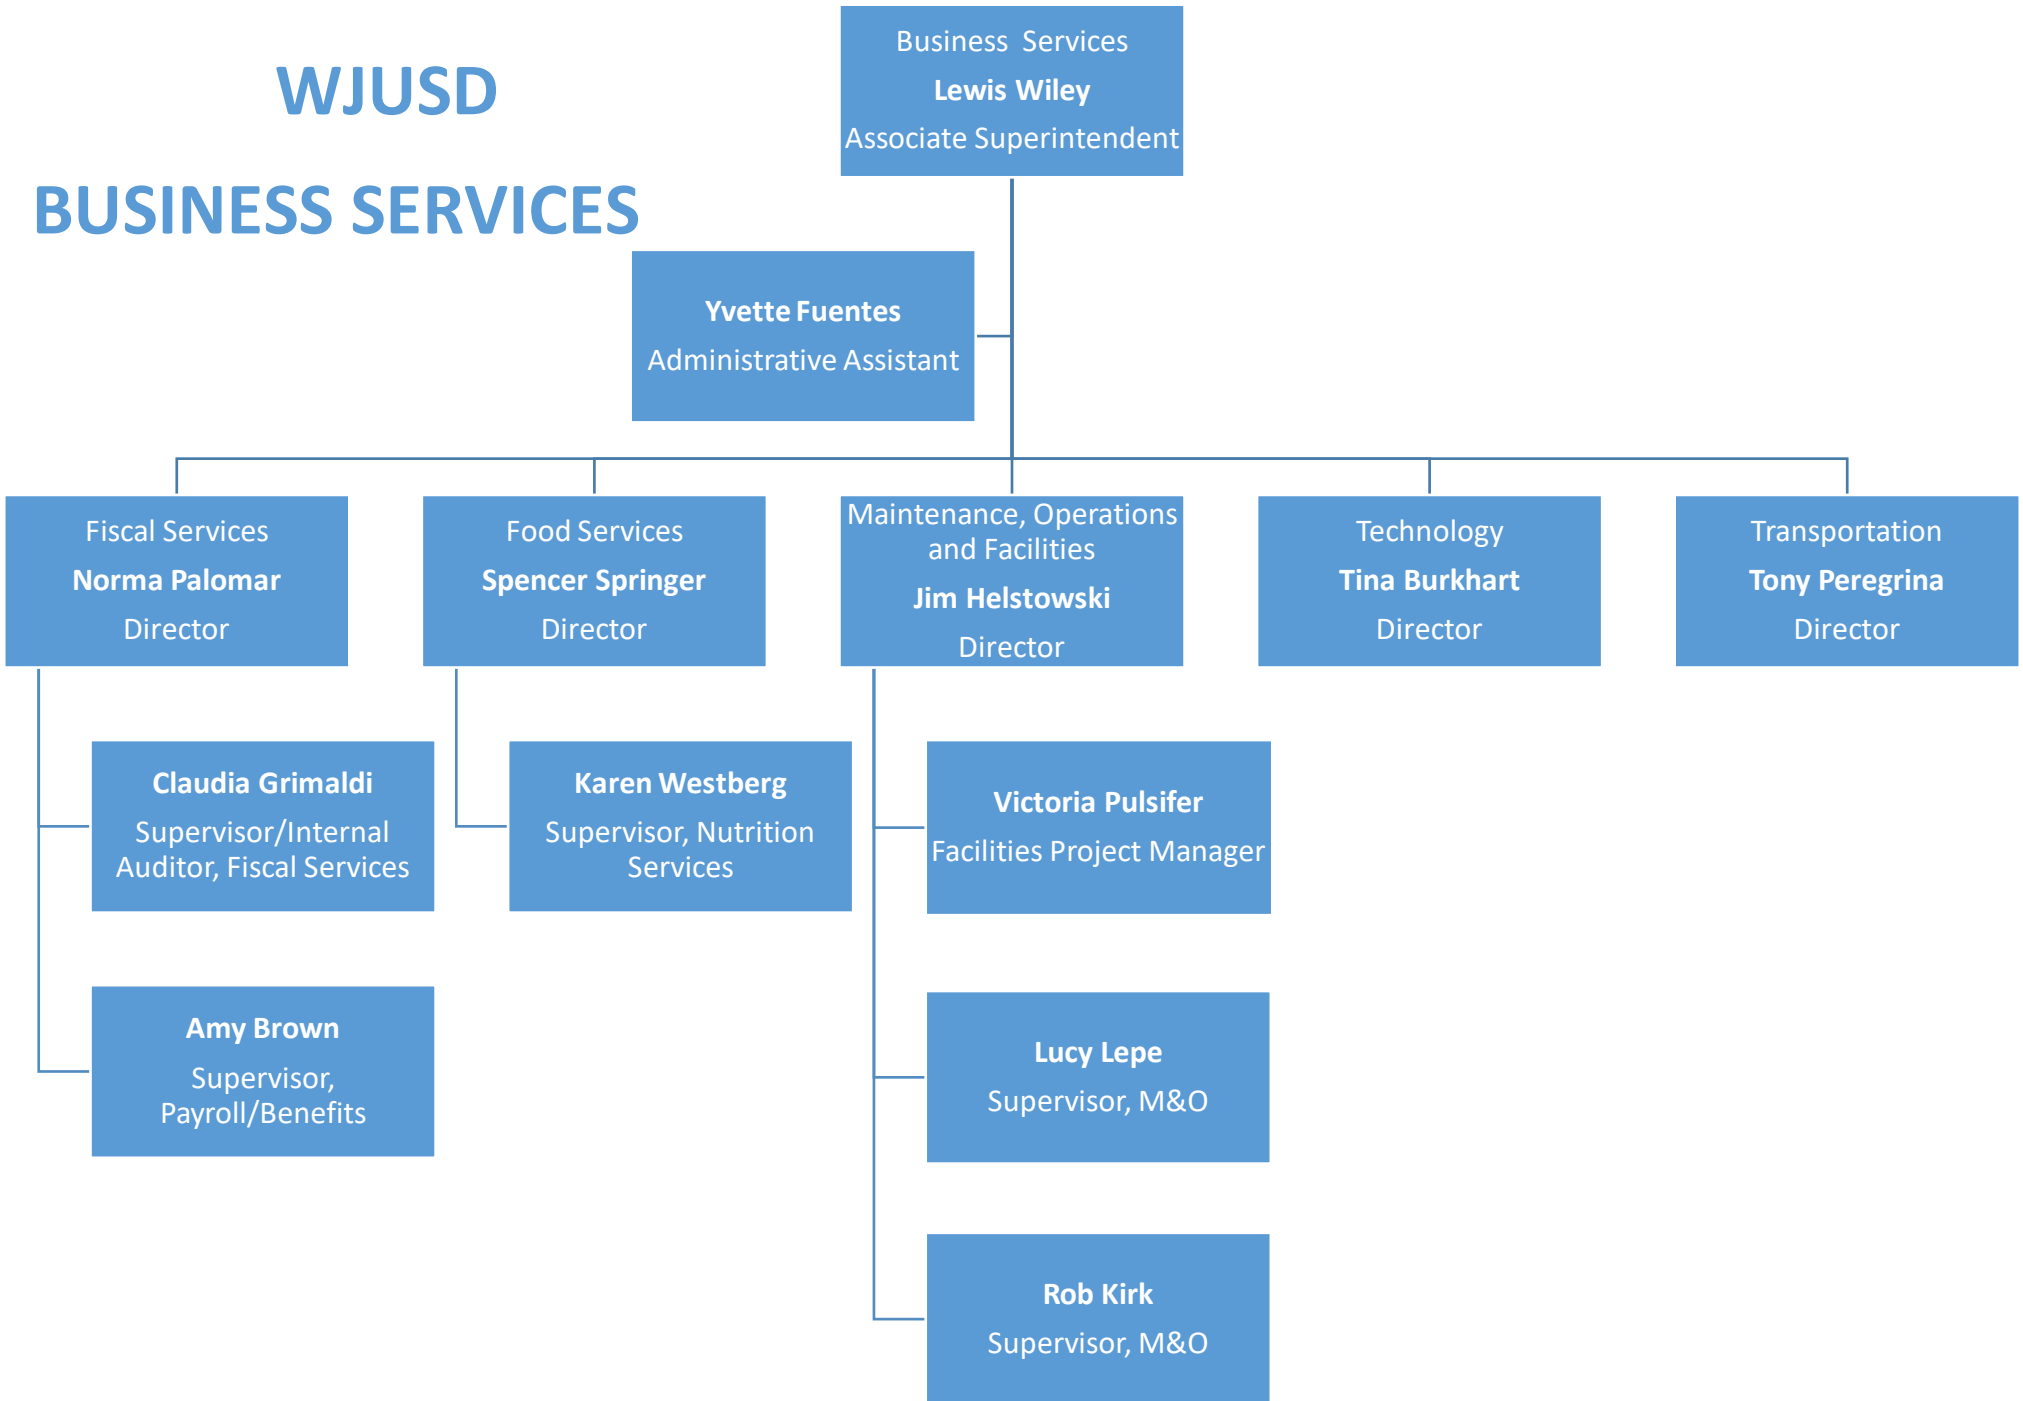 WJUSD
BUSINESS SERVICES
Business Services
Lewis Wiley
Associate Superintendent
Yvette Fuentes
Administrative Assistant
Fiscal Services
Norma Palomar
Director
Food Services
Spencer Springer
Director
Maintenance, Operations
and Facilities
Jim Helstowski
Director
Technology
Tina Burkhart
Director
Transportation
Tony Peregrina
Director
Claudia Grimaldi
Supervisor/Internal
Auditor, Fiscal Services
Karen Westberg
Supervisor, Nutrition
Services
Victoria Pulsifer
Facilities Project Manager
Amy Brown
Supervisor,
Payroll/Benefits
Lucy Lepe
Supervisor, M&O
Rob Kirk
Supervisor, M&O